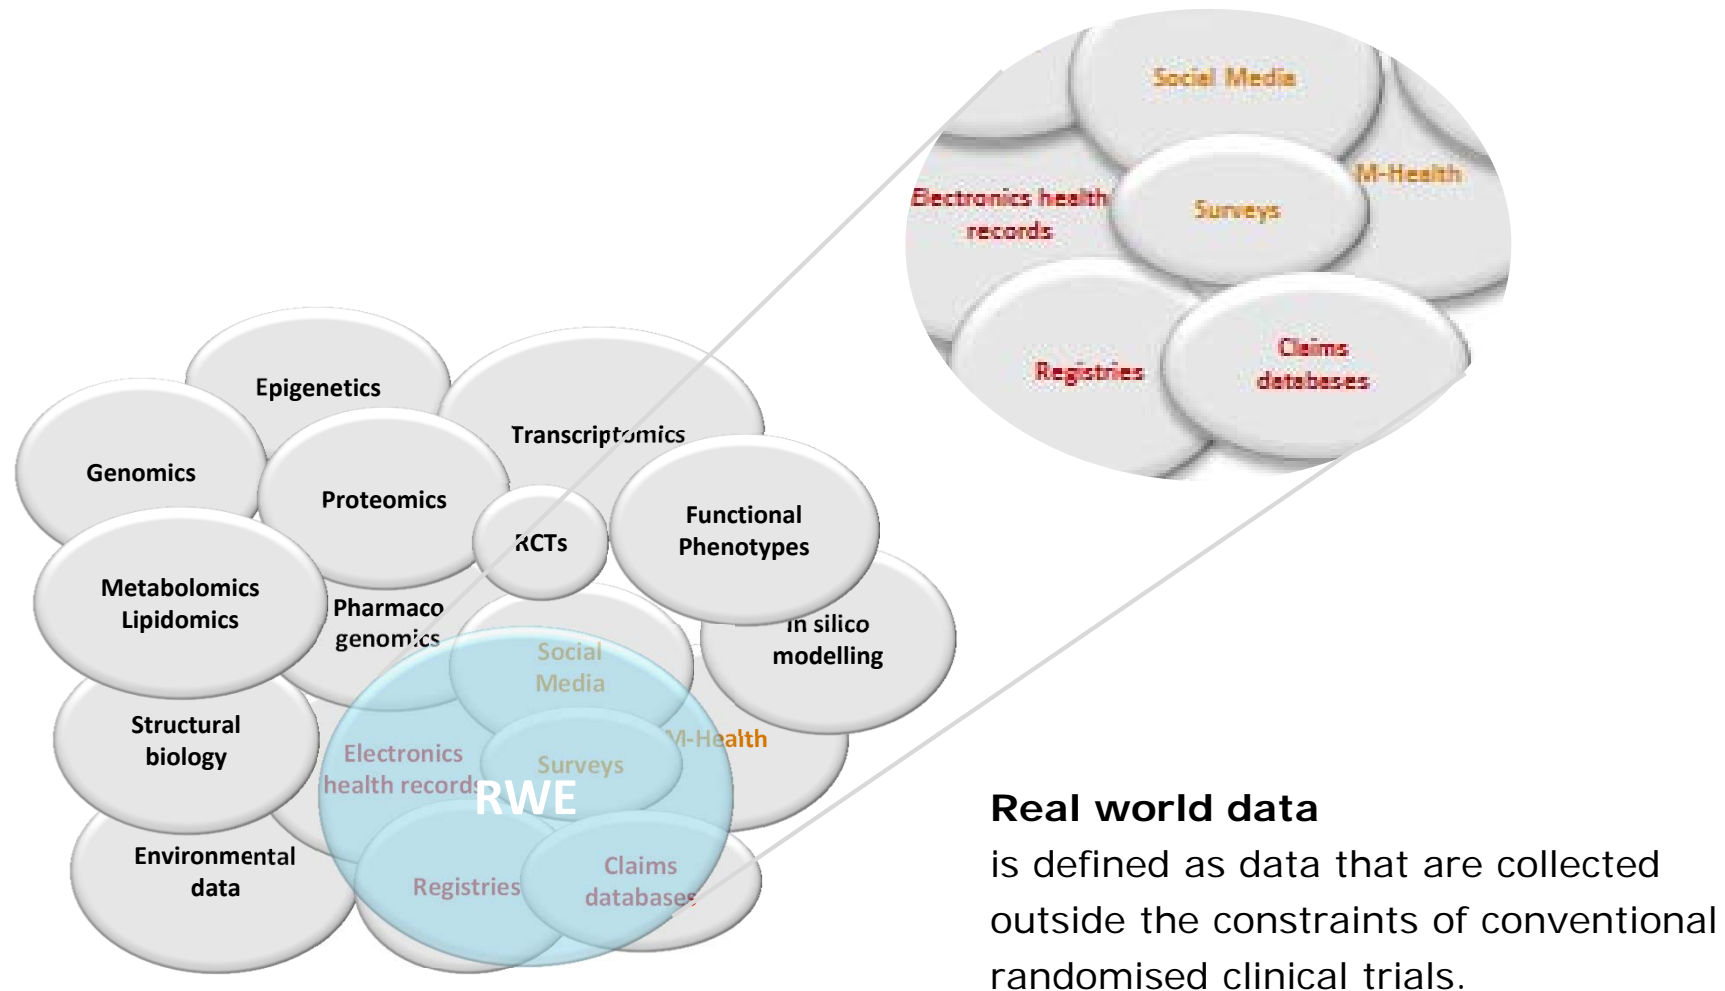 Social Media
M-Health
Electronics health
records
Surveys
Registries
Claims
databases
Epigenetics
Transcriptomics
Genomics
Proteomics
RCTs
Functional
Phenotypes
Metabolomics
Lipidomics
Pharmaco
genomics
In silico
modelling
Social
Media
Structural
biology
Electronics
health records
Surveys
M-Health
RWE
Environmental
data
Registries
Claims
databases
Real world data
is defined as data that are collected
outside the constraints of conventional
randomised clinical trials.